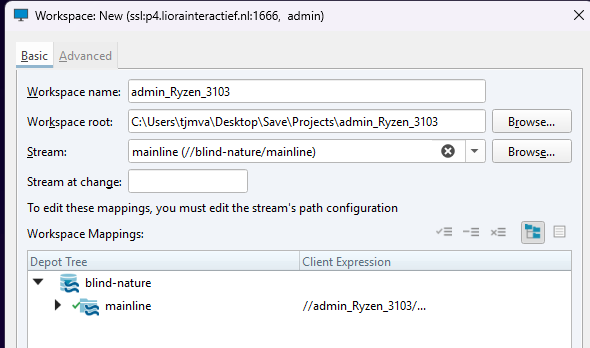 Workspace: New (ssl:p4.liorainteractief.nl:1666, admin)
Basic Advanced
Workspace name: admin_Ryzen_3103
Workspace root: C:\Users\tjmva\Desktop\Save\Projects\admin_Ryzen_3103 Browse...
Stream: mainline (//blind-nature/mainline) Browse...
Stream at change:
To edit these mappings, you must edit the stream's path configuration
Workspace Mappings:
Depot Tree Client Expression
blind-nature
mainline //admin_Ryzen_3103/...